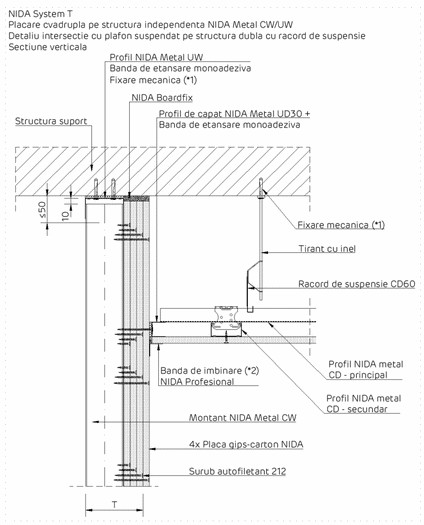 NIDA System T
Placare cvadrupla pe structura independenta NIDA Metal CW/UW
Detaliu intersectie cu plafon suspendat pe structura dubla cu racord de suspensie
Sectiune verticala
Profil NIDA Metal UW
Banda de etansare monoadeziva
Fixare mecanica (*1)
NIDA Boardfix
Profil de capat NIDA Metal UD30 +
Banda de etansare monoadeziva
Structura suport
≤50
10
Fixare mecanica (*1)
Tirant cu inel
Racord de suspensie CD60
Profil NIDA metal
CD - principal
Banda de imbinare (*2)
NIDA Profesional
Profil NIDA metal
CD - secundar
Montant NIDA Metal CW
4x Placa gips-carton NIDA
Surub autofiletant 212
T